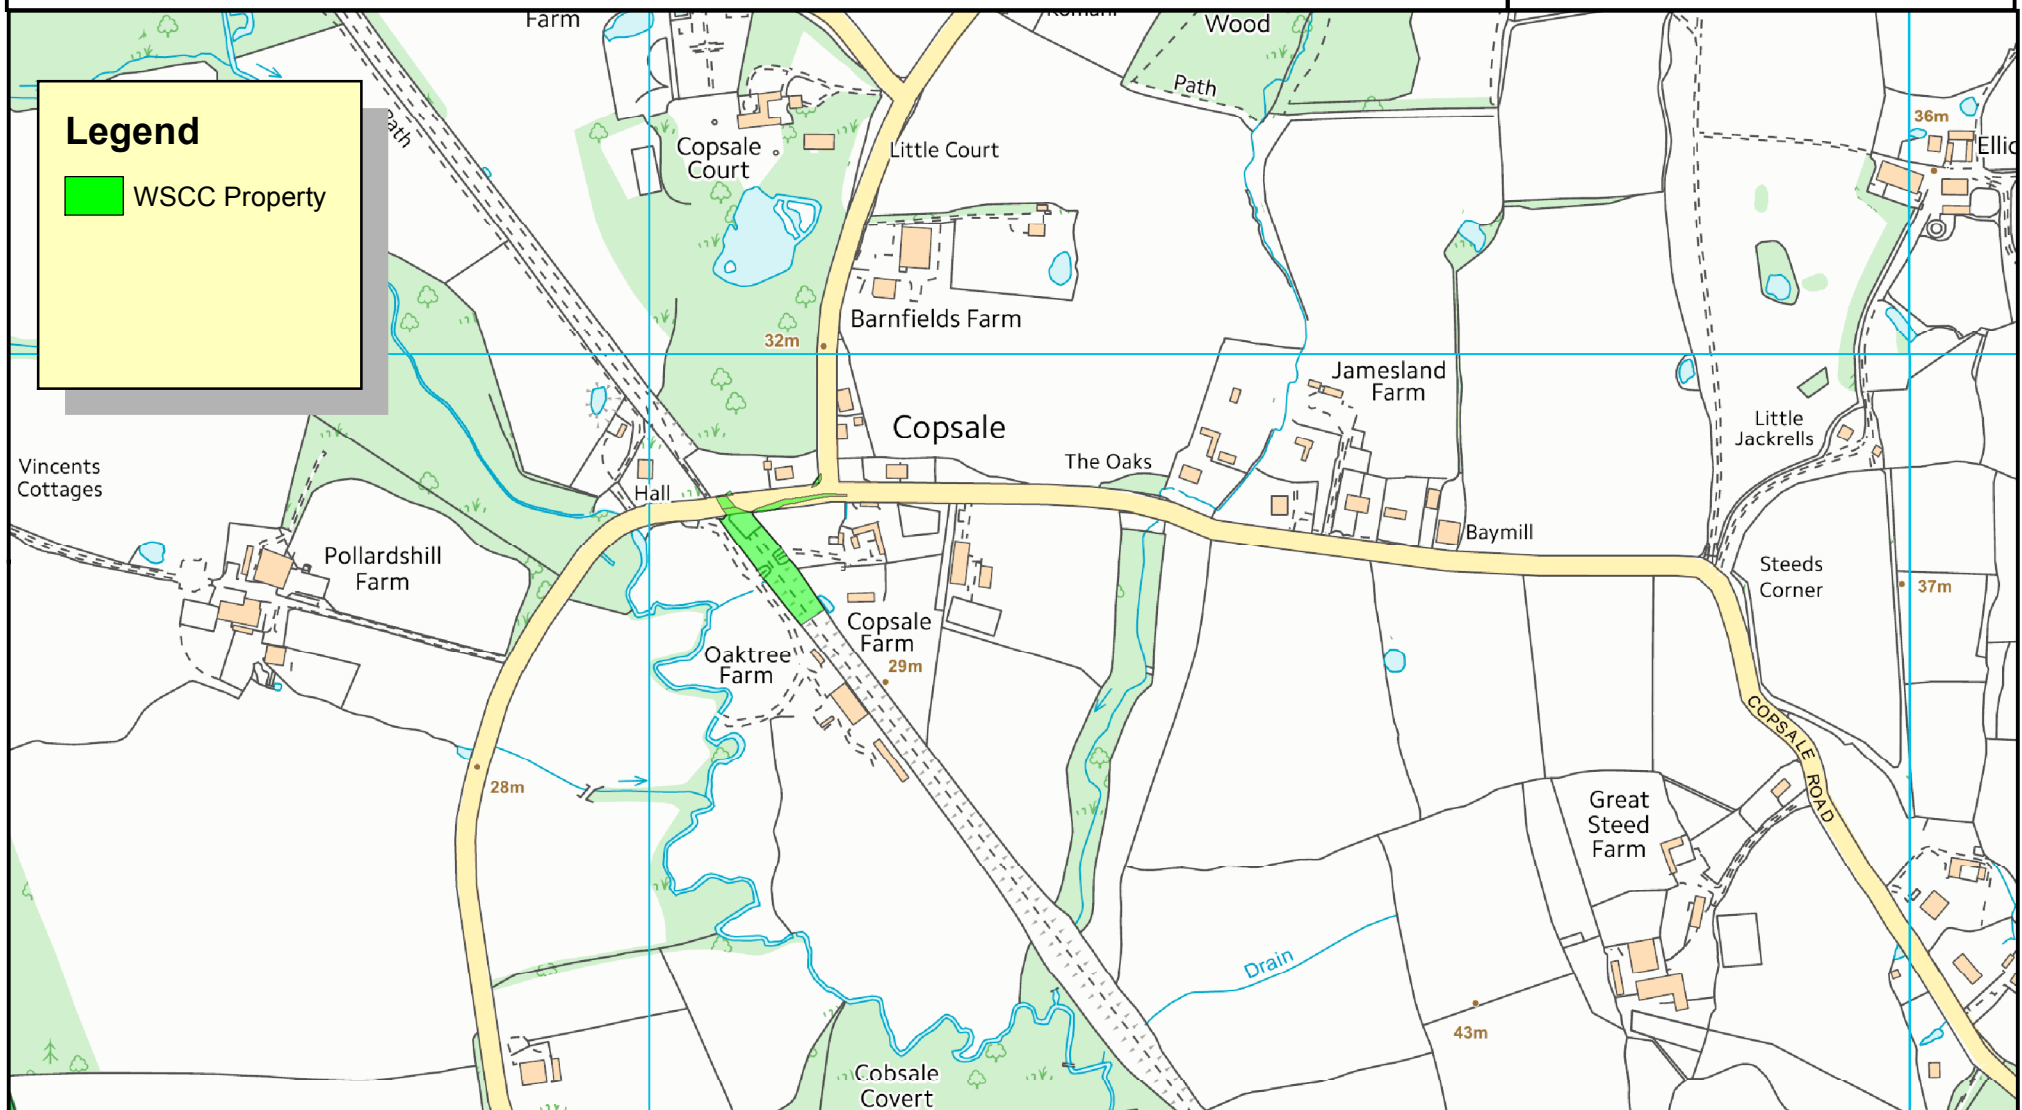 Farm
Wood
Path
Path
Legend
WSCC Property
36m
Copsale
Court
Little Court
Barnfields Farm
32m
Jamesland
Farm
Copsale
Little
Jackrells
The Oaks
Vincents
Cottages
Hall
Baymill
Pollardshill
Farm
Steeds
Corner
37m
Copsale
Farm
29m
Oaktree
Farm
COPSALE ROAD
28m
Great
Steed
Farm
Drain
43m
Cobsale
Covert